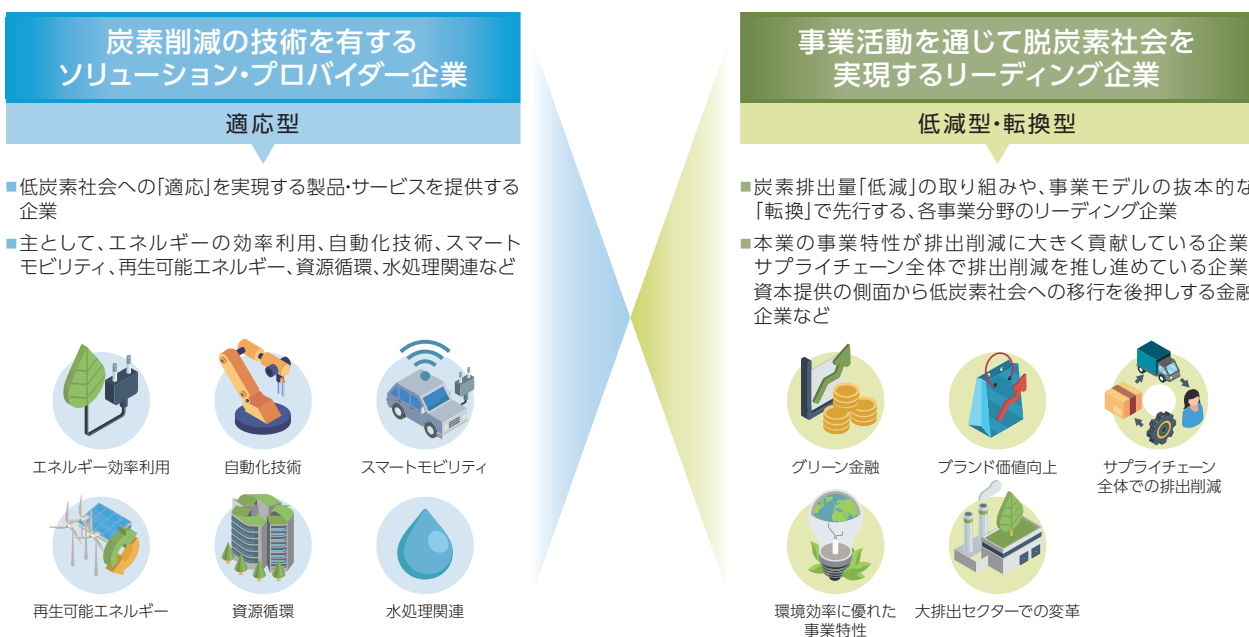 炭素削減の技術を有する
ソリューション・プロバイダー企業
適応型
■低炭素社会への「適応」を実現する製品・サービスを提供する
企業
■主として、エネルギーの効率利用、自動化技術、スマート
モビリティ、再生可能エネルギー、資源循環、水処理関連など
エネルギー効率利用
自動化技術
スマートモビリティ
再生可能エネルギー
資源循環
水処理関連
事業活動を通じて脱炭素社会を
実現するリーディング企業
低減型・転換型
■炭素排出量「低減」の取り組みや、事業モデルの抜本的な
「転換」で先行する、各事業分野のリーディング企業
■本業の事業特性が排出削減に大きく貢献している企業
サプライチェーン全体で排出削減を推し進めている企業
資本提供の側面から低炭素社会への移行を後押しする金融
企業など
グリーン金融
ブランド価値向上
サプライチェーン
全体での排出削減
環境効率に優れた
事業特性
大排出セクターでの変革